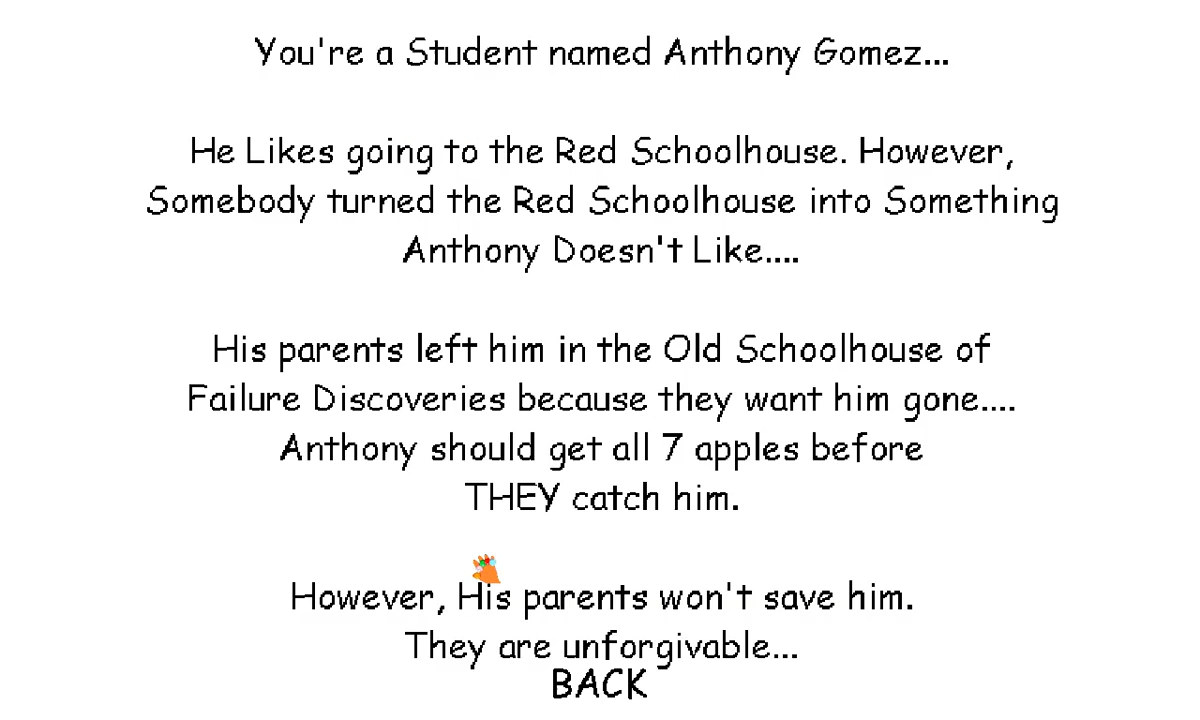 You're a Student named Anthony Gomez...
He Likes going to the Red Schoolhouse. However,
Somebody turned the Red Schoolhouse into Something
Anthony Doesn't Like....
His parents left him in the Old Schoolhouse of
Failure Discoveries because they want him gone....
Anthony should get all 7 apples before
THEY catch him.
However, His parents won't save him.
They are unforgivable...
BACK